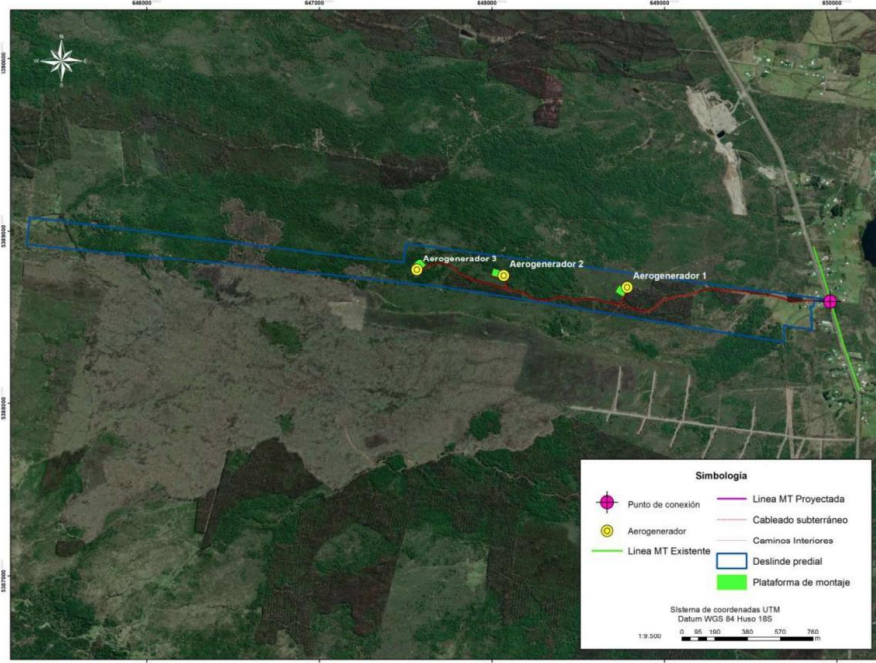 646000
647000
648000
649000
650000
5389000
5388000
5387000
N
W
E
S
Aerogenerador 3
Aerogenerador 2
Aerogenerador 1
Simbología
Punto de conexión
Aerogenerador
Linea MT Existente
Linea MT Proyectada
Cableado subterráneo
Caminos Interiores
Deslinde predial
Plataforma de montaje
Sistema de coordenadas UTM
Datum WGS 84 Huso 18S
1:9.500
0 95 190 380 570 760
m